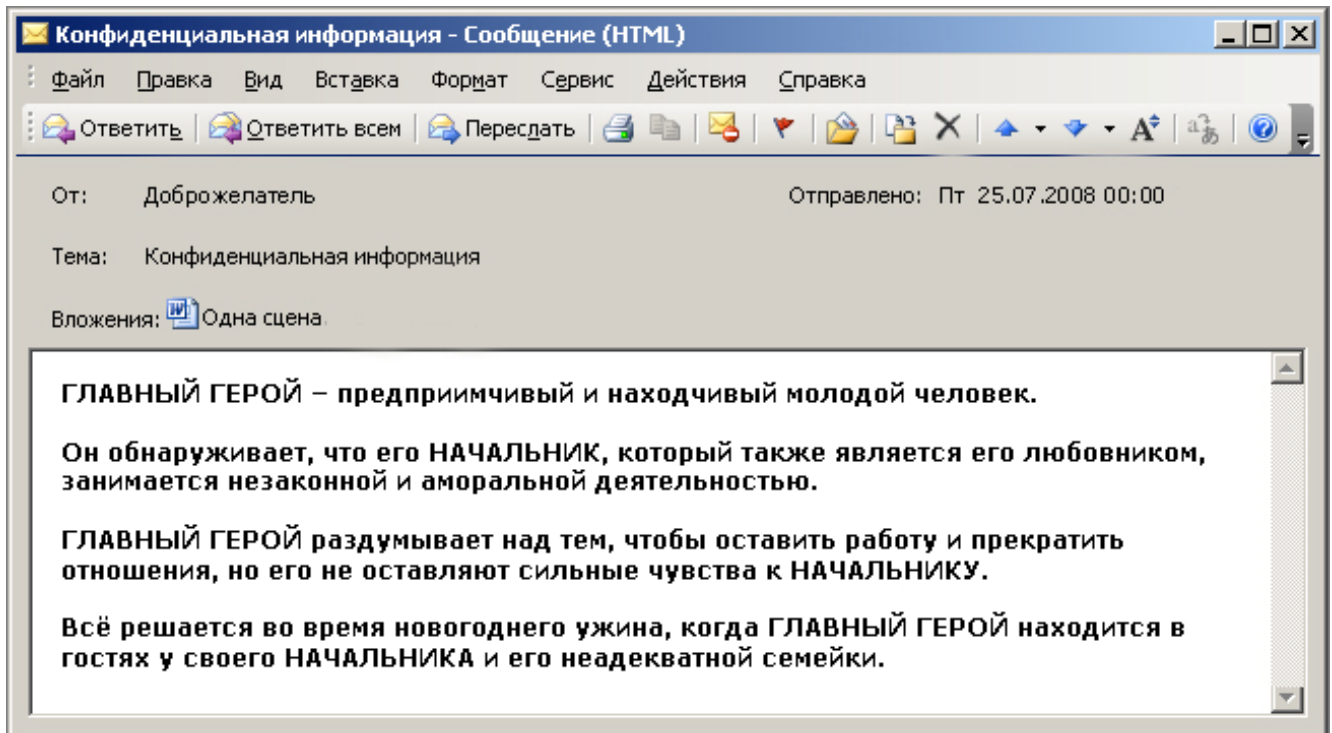 Конфиденциальная информация - Сообщение (HTML)
Файл Правка Вид Вставка Формат Сервис Действия Справка
Ответить Ответить всем Переслать
От: Доброжелатель Отправлено: Пт 25.07.2008 00:00
Тема: Конфиденциальная информация
Вложения: Одна сцена
ГЛАВНЫЙ ГЕРОЙ – предприимчивый и находчивый молодой человек.
Он обнаруживает, что его НАЧАЛЬНИК, который также является его любовником,
занимается незаконной и аморальной деятельностью.
ГЛАВНЫЙ ГЕРОЙ раздумывает над тем, чтобы оставить работу и прекратить
отношения, но его не оставляют сильные чувства к НАЧАЛЬНИКУ.
Всё решается во время новогоднего ужина, когда ГЛАВНЫЙ ГЕРОЙ находится в
гостях у своего НАЧАЛЬНИКА и его неадекватной семейки.